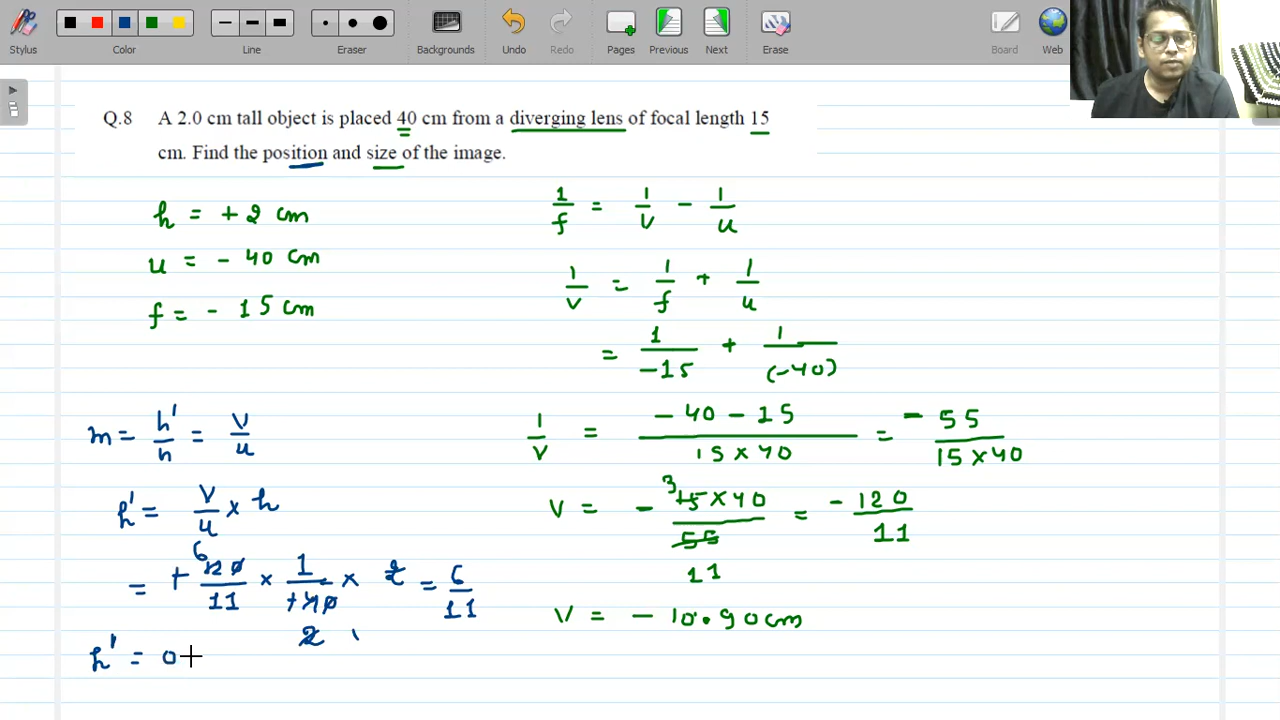 Stylus Color Line Eraser Backgrounds Undo Redo Pages Previous Next Erase Board Web
Q.8 A 2.0 cm tall object is placed 40 cm from a diverging lens of focal length 15
cm. Find the position and size of the image.
h = + 2 cm
u = - 40 cm
f = - 15 cm
1/f = 1/v - 1/u
1/v = 1/f + 1/u
= 1/-15 + 1/(-40)
1/v = - 40 - 15 / 15 x 40 = - 55 / 15 x 40
v = - 3 15 x 40 / 55 11 = - 120 / 11
v = - 10.90 cm
m = h'/h = v/u
h' = v/u x h
= + 6 120/11 x 1/+40 2 x 2 = 6/11
h' = 0